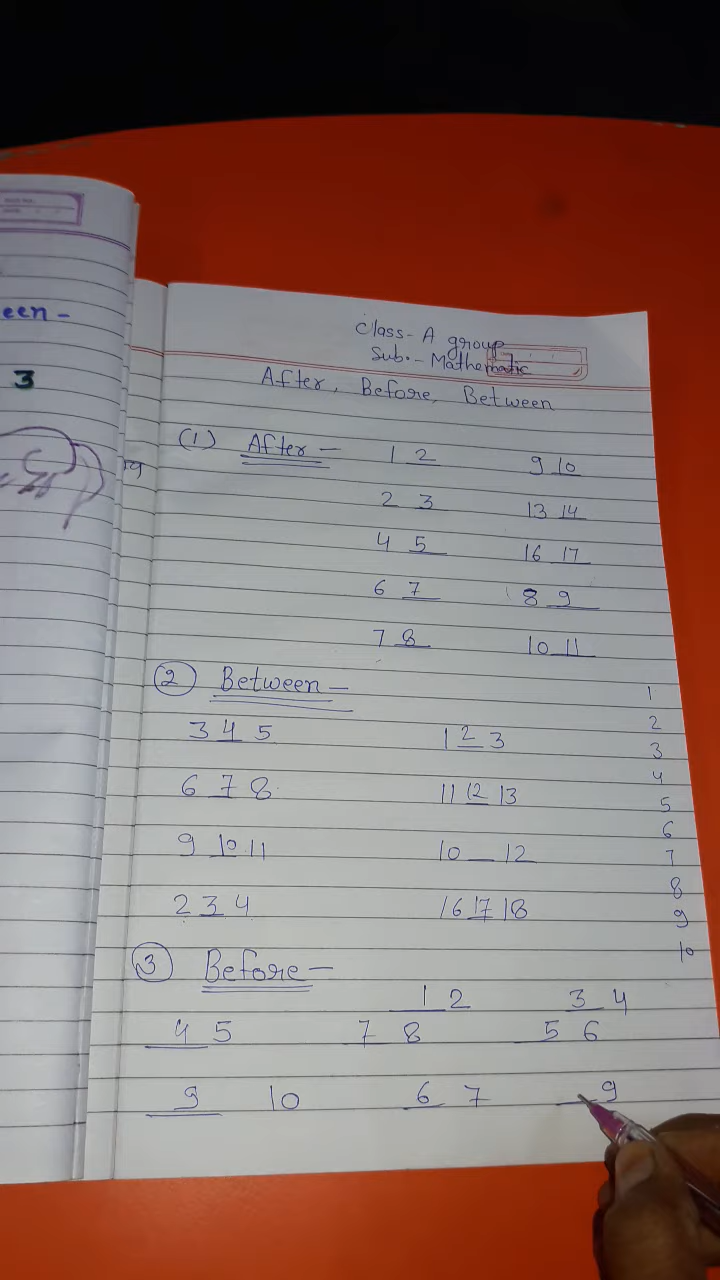 een-
3
19
Class- A group
Sub.- Mathematic
After, Before, Between
(1) After - 1 2 9 10
2 3 13 14
4 5 16 17
6 7 8 9
7 8 10 11
2 Between -
3 4 5 1 2 3
6 7 8 11 12 13
9 10 11 10 __ 12
2 3 4 16 17 18
1
2
3
4
5
6
7
8
9
10
3 Before -
1 2 3 4
4 5 7 8 5 6
9 10 6 7 __ 9